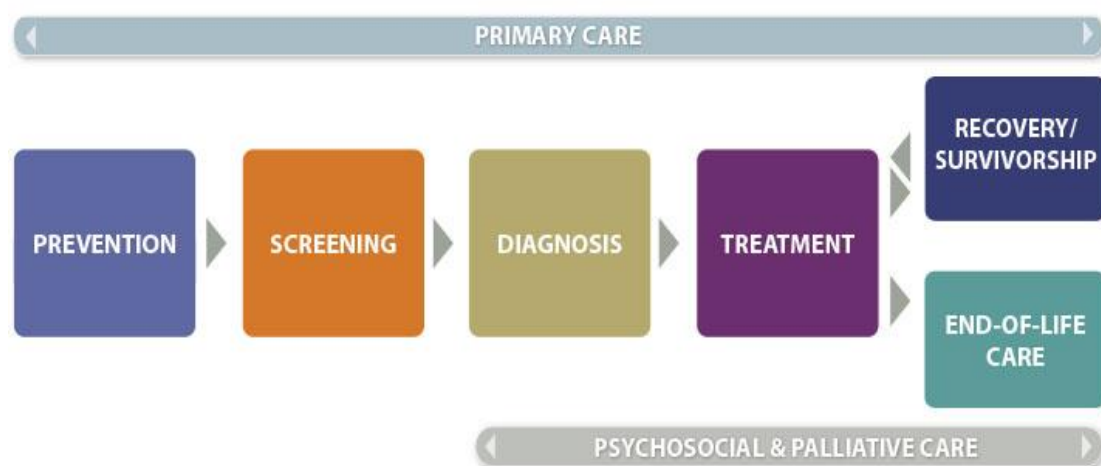 PRIMARY CARE
PREVENTION
SCREENING
DIAGNOSIS
TREATMENT
RECOVERY/
SURVIVORSHIP
END-OF-LIFE
CARE
PSYCHOSOCIAL & PALLIATIVE CARE